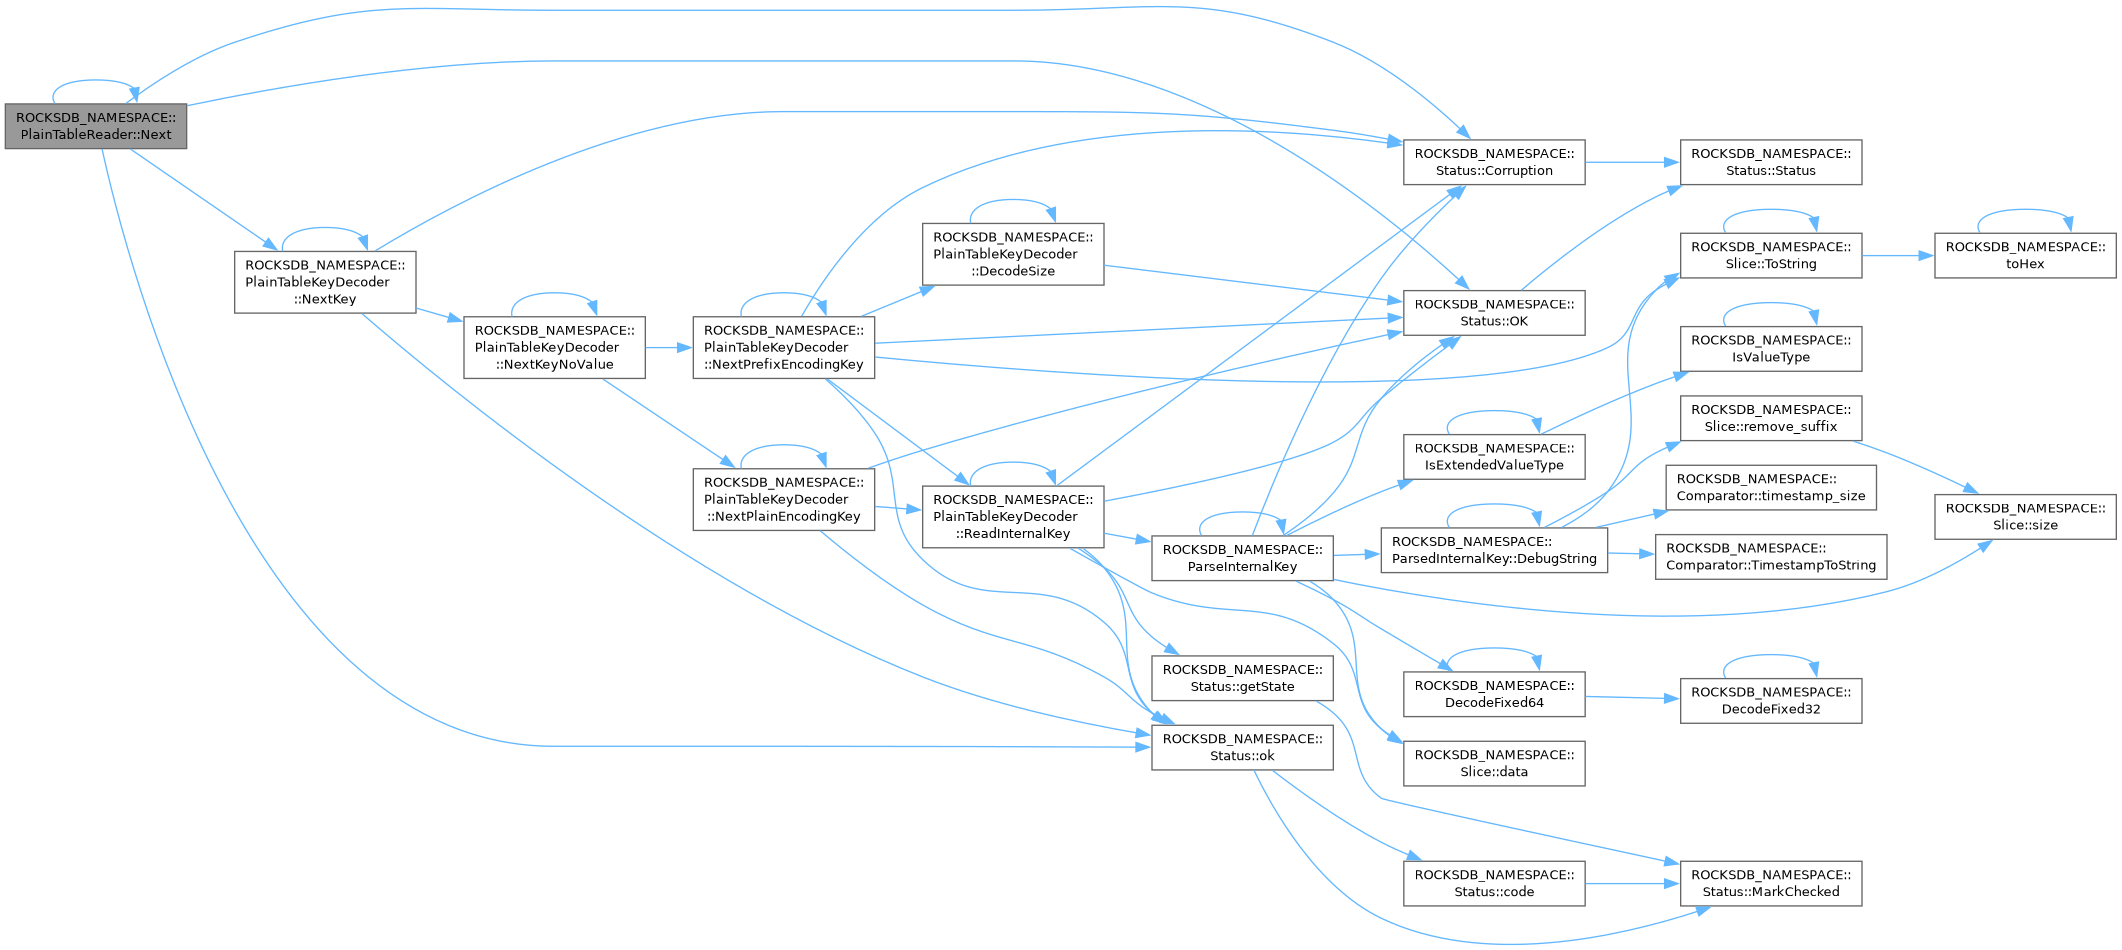 ROCKSDB_NAMESPACE::
PlainTableReader::Next
ROCKSDB_NAMESPACE::
PlainTableKeyDecoder
::NextKey
ROCKSDB_NAMESPACE::
PlainTableKeyDecoder
::NextKeyNoValue
ROCKSDB_NAMESPACE::
PlainTableKeyDecoder
::NextPrefixEncodingKey
ROCKSDB_NAMESPACE::
PlainTableKeyDecoder
::NextPlainEncodingKey
ROCKSDB_NAMESPACE::
PlainTableKeyDecoder
::DecodeSize
ROCKSDB_NAMESPACE::
PlainTableKeyDecoder
::ReadInternalKey
ROCKSDB_NAMESPACE::
ParseInternalKey
ROCKSDB_NAMESPACE::
Status::getState
ROCKSDB_NAMESPACE::
Status::ok
ROCKSDB_NAMESPACE::
Status::Corruption
ROCKSDB_NAMESPACE::
Status::OK
ROCKSDB_NAMESPACE::
IsExtendedValueType
ROCKSDB_NAMESPACE::
ParsedInternalKey::DebugString
ROCKSDB_NAMESPACE::
DecodeFixed64
ROCKSDB_NAMESPACE::
Slice::data
ROCKSDB_NAMESPACE::
Status::code
ROCKSDB_NAMESPACE::
Status::Status
ROCKSDB_NAMESPACE::
Slice::ToString
ROCKSDB_NAMESPACE::
IsValueType
ROCKSDB_NAMESPACE::
Slice::remove_suffix
ROCKSDB_NAMESPACE::
Comparator::timestamp_size
ROCKSDB_NAMESPACE::
Comparator::TimestampToString
ROCKSDB_NAMESPACE::
DecodeFixed32
ROCKSDB_NAMESPACE::
Status::MarkChecked
ROCKSDB_NAMESPACE::
toHex
ROCKSDB_NAMESPACE::
Slice::size